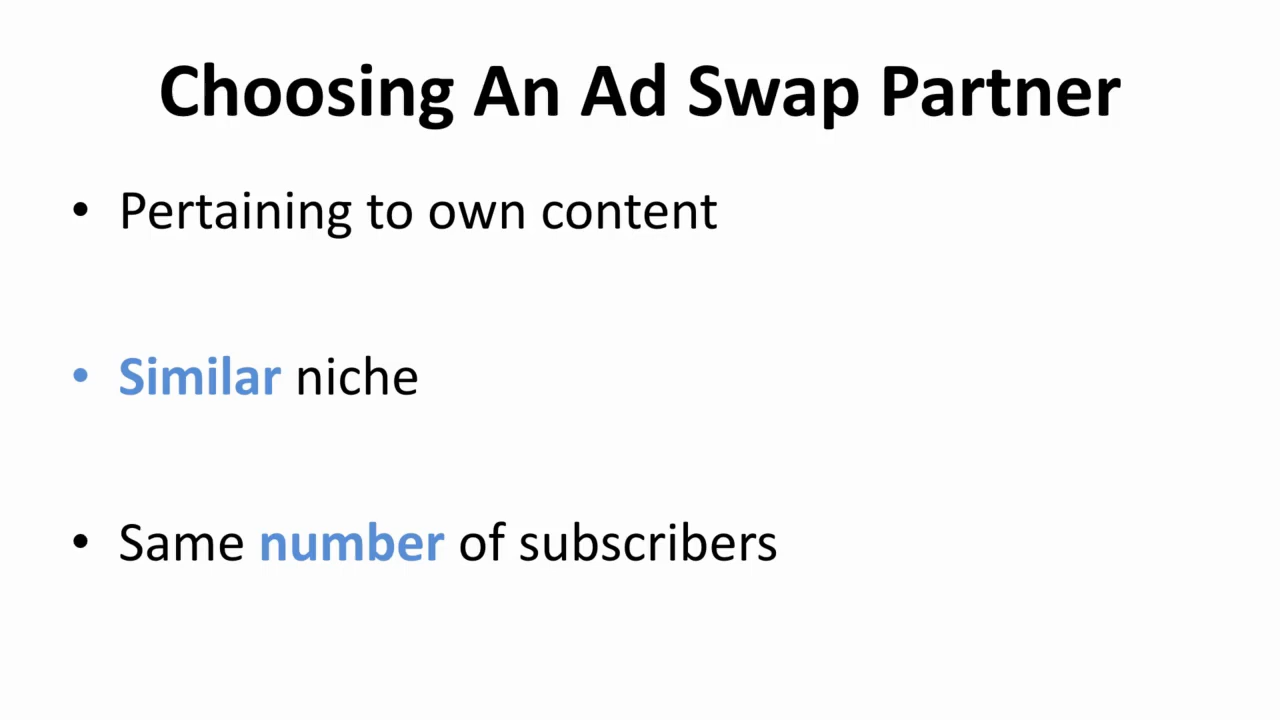 Choosing An Ad Swap Partner
• Pertaining to own content
• Similar niche
• Same number of subscribers